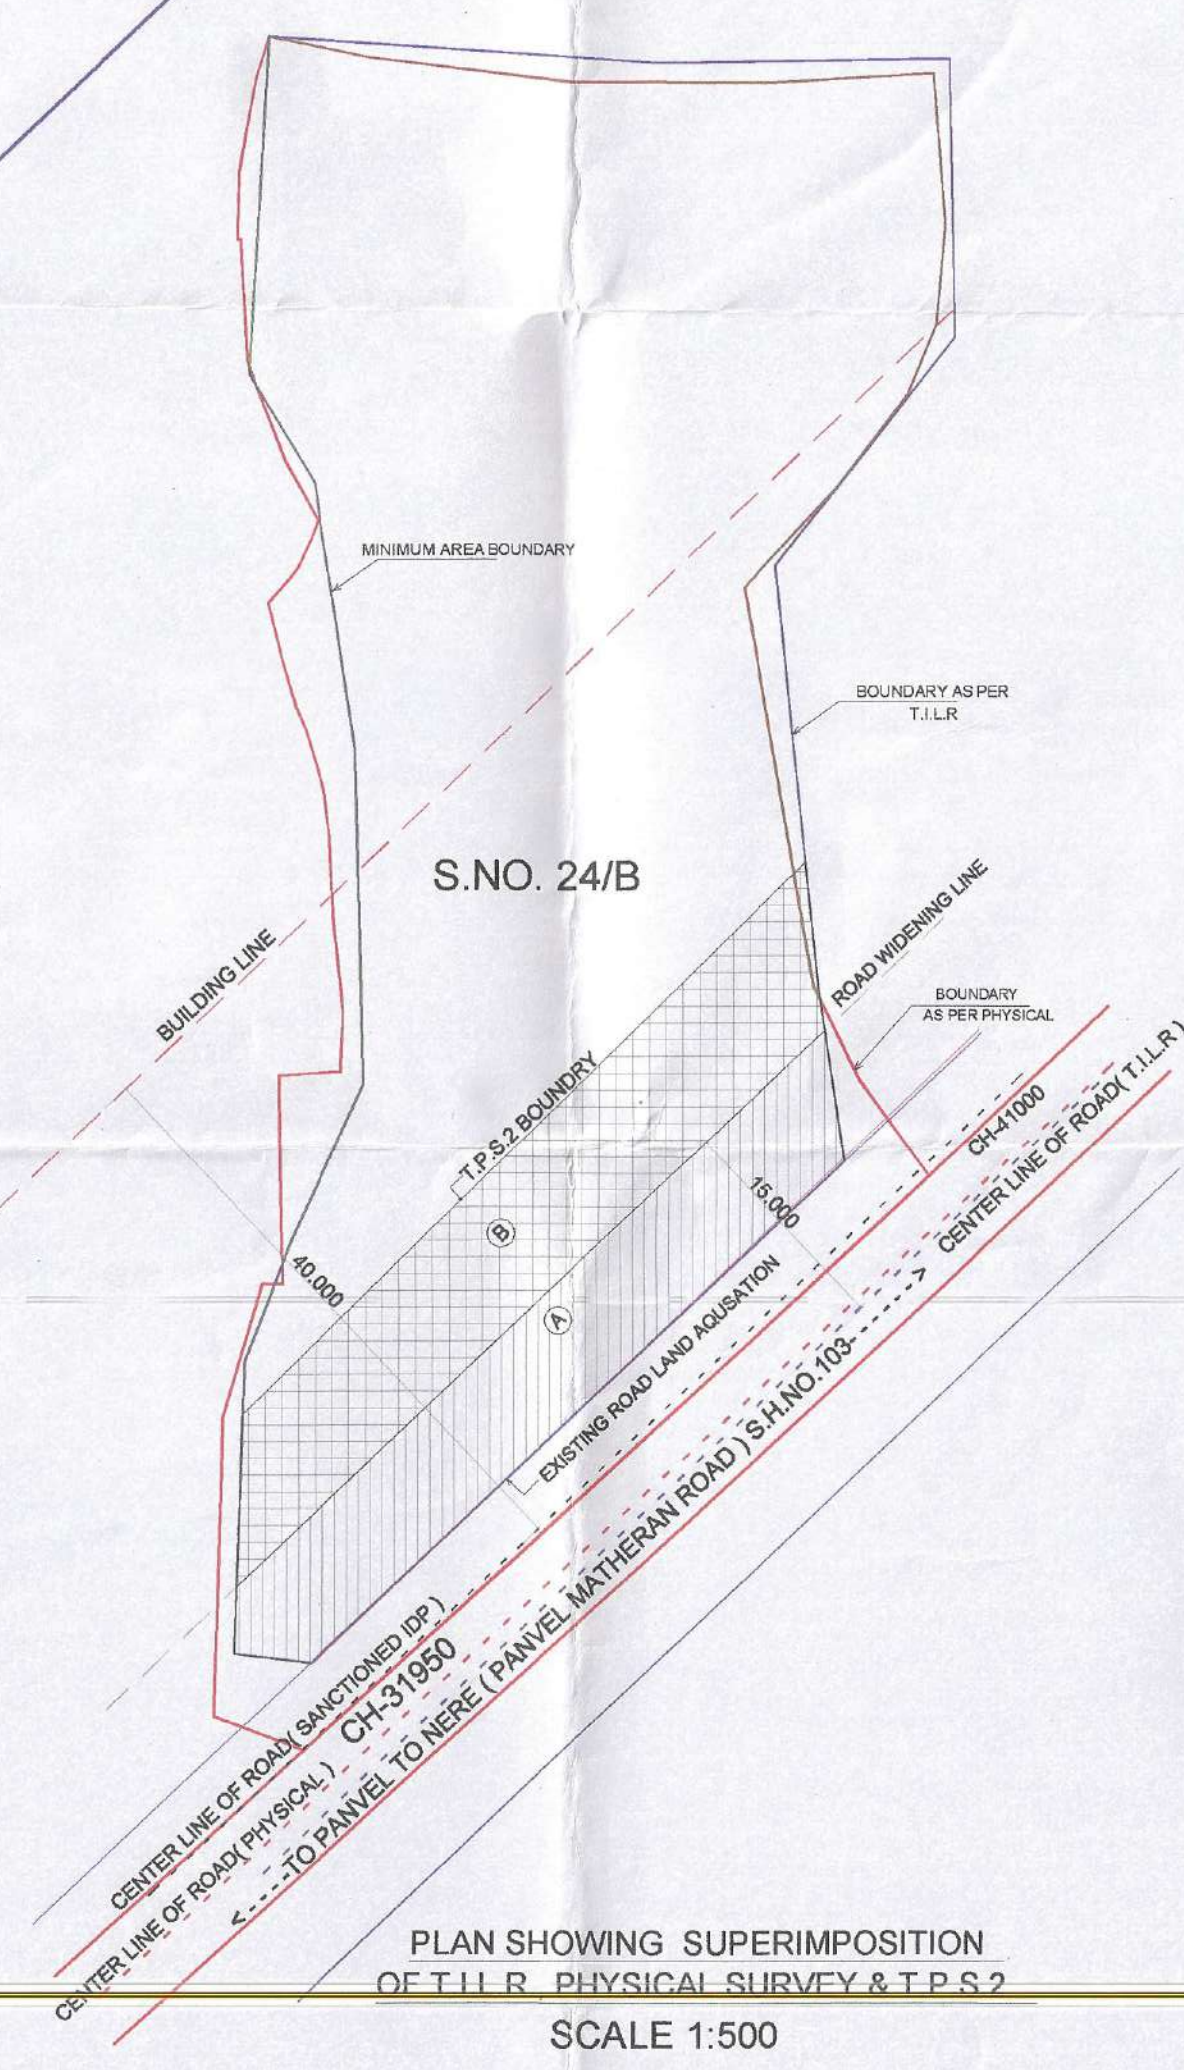 MINIMUM AREA BOUNDARY
BOUNDARY AS PER
T.I.L.R
S.NO. 24/B
ROAD WIDENING LINE
BUILDING LINE
BOUNDARY
AS PER PHYSICAL
T.P.S.2 BOUNDRY
CH-41000
CENTER LINE OF ROAD( T.I.L.R )
15.000
B
40.000
A
EXISTING ROAD LAND AQUSATION
CENTER LINE OF ROAD( SANCTIONED IDP )
CH-31950
CENTER LINE OF ROAD( PHYSICAL )
<-----TO PANVEL TO NERE ( PANVEL MATHERAN ROAD ) S.H.NO.103------>
PLAN SHOWING SUPERIMPOSITION
OF T.I.L.R PHYSICAL SURVEY & T.P.S.2
SCALE 1:500